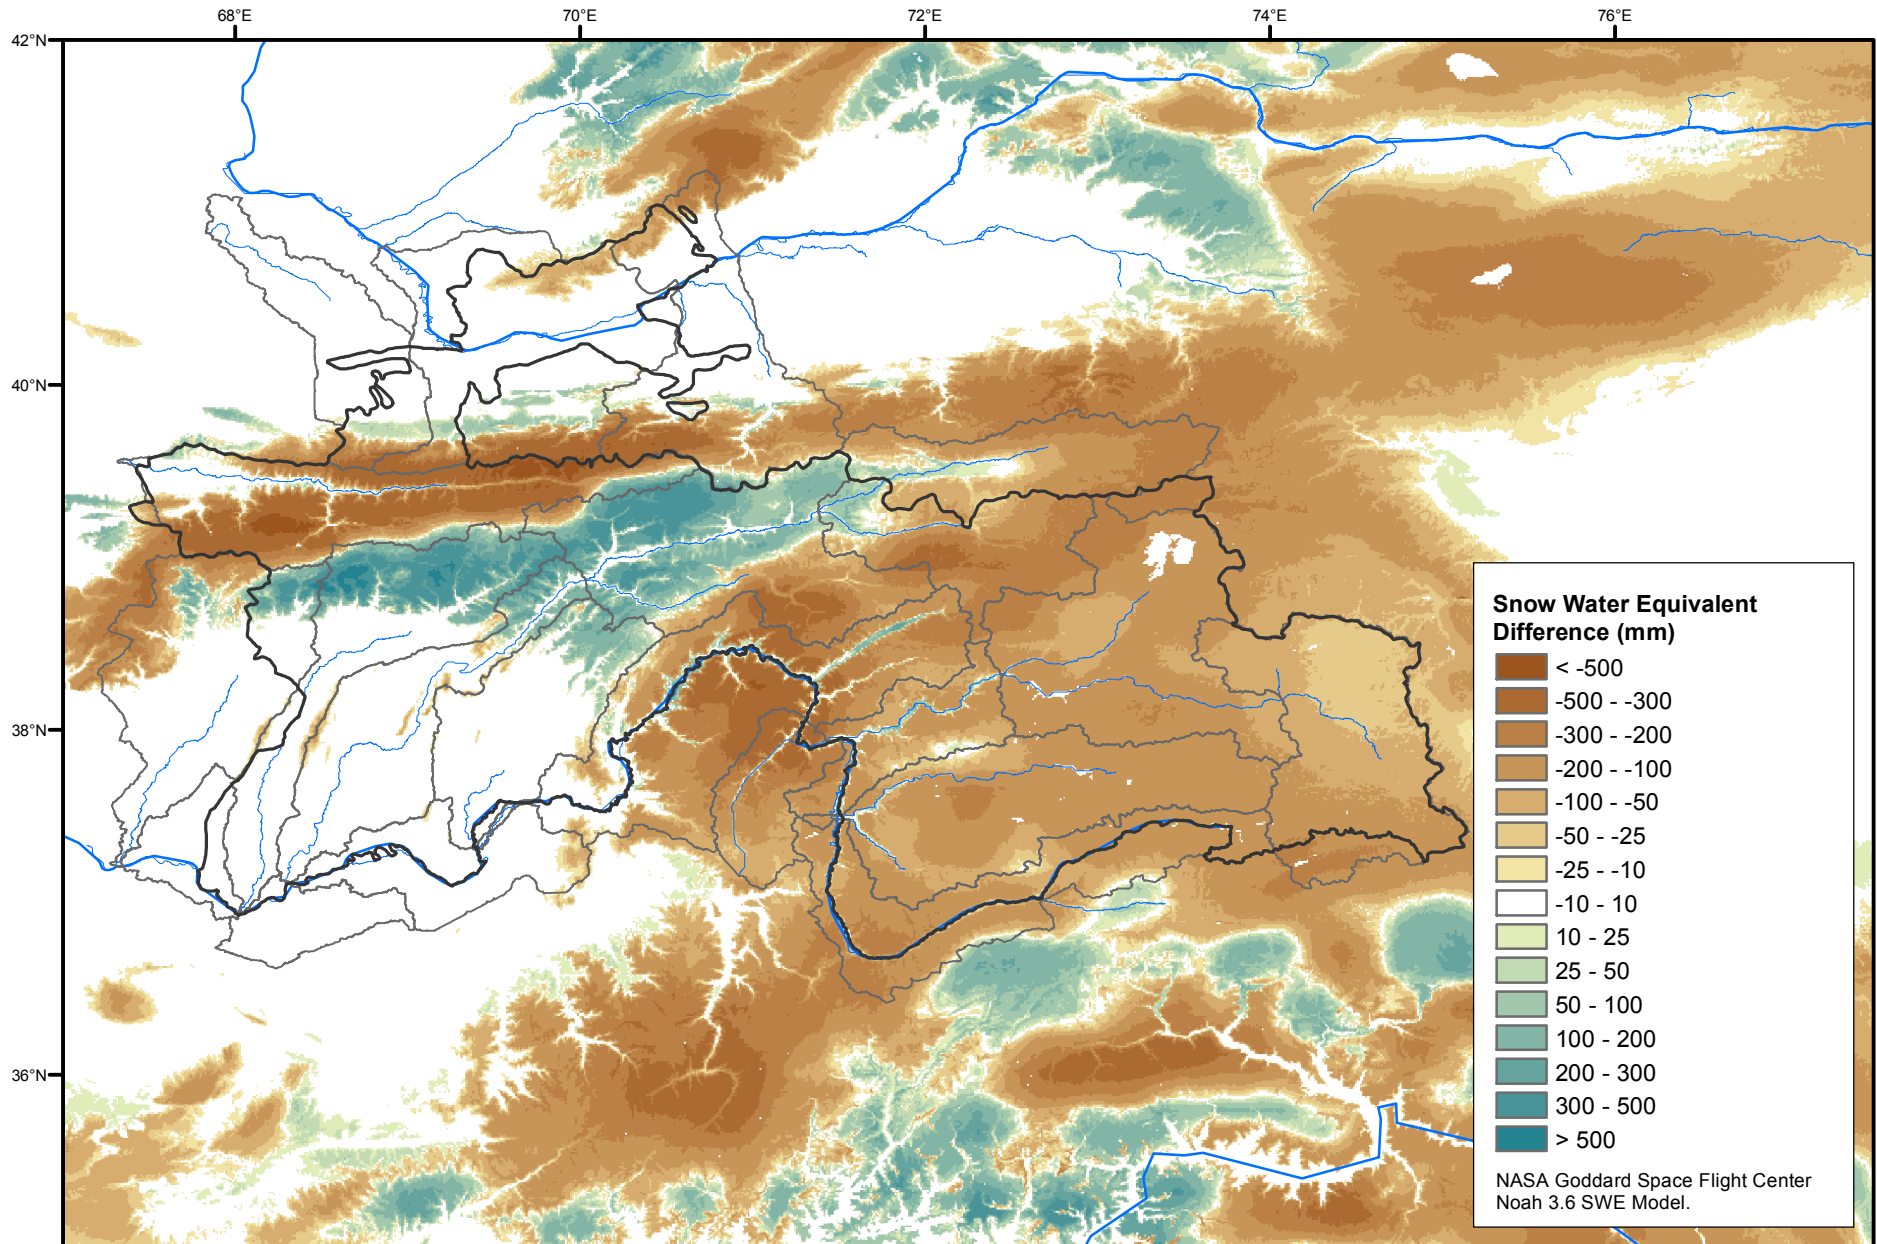 68°E 70°E 72°E 74°E 76°E
42°N
40°N
38°N
36°N
Snow Water Equivalent
Difference (mm)
< -500
-500 - -300
-300 - -200
-200 - -100
-100 - -50
-50 - -25
-25 - -10
-10 - 10
10 - 25
25 - 50
50 - 100
100 - 200
200 - 300
300 - 500
> 500
NASA Goddard Space Flight Center
Noah 3.6 SWE Model.